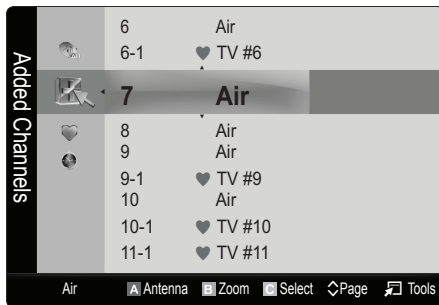 Added Channels
6 Air
6-1 ♥ TV #6
7 Air
8 Air
9 Air
9-1 ♥ TV #9
10 Air
10-1 ♥ TV #10
11-1 ♥ TV #11
Air A Antenna B Zoom C Select Page Tools